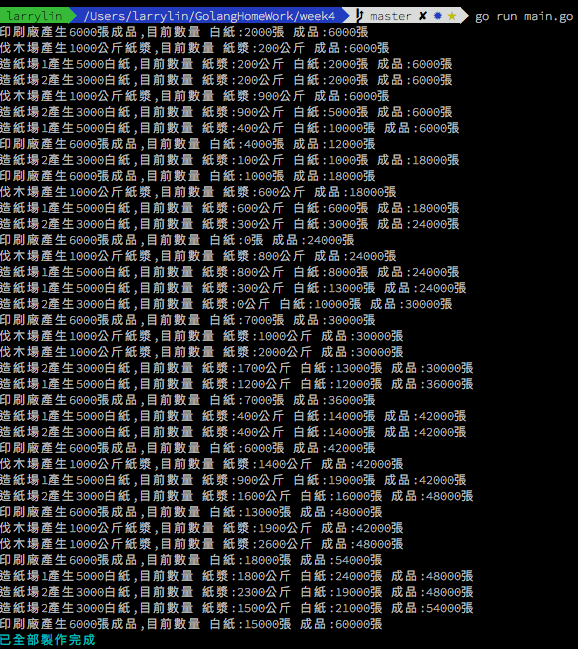 larrylin /Users/larrylin/GolangHomeWork/week4 master ✘ ✹ ★ go run main.go
印刷廠產生6000張成品,目前數量 白紙:2000張 成品:6000張
伐木場產生1000公斤紙漿,目前數量 紙漿:200公斤 成品:6000張
造紙場1產生5000白紙,目前數量 紙漿:200公斤 白紙:2000張 成品:6000張
造紙場2產生3000白紙,目前數量 紙漿:200公斤 白紙:2000張 成品:6000張
伐木場產生1000公斤紙漿,目前數量 紙漿:900公斤 成品:6000張
造紙場2產生3000白紙,目前數量 紙漿:900公斤 白紙:5000張 成品:6000張
造紙場1產生5000白紙,目前數量 紙漿:400公斤 白紙:10000張 成品:6000張
印刷廠產生6000張成品,目前數量 白紙:4000張 成品:12000張
造紙場2產生3000白紙,目前數量 紙漿:100公斤 白紙:1000張 成品:18000張
印刷廠產生6000張成品,目前數量 白紙:1000張 成品:18000張
伐木場產生1000公斤紙漿,目前數量 紙漿:600公斤 成品:18000張
造紙場1產生5000白紙,目前數量 紙漿:600公斤 白紙:6000張 成品:18000張
造紙場2產生3000白紙,目前數量 紙漿:300公斤 白紙:3000張 成品:24000張
印刷廠產生6000張成品,目前數量 白紙:0張 成品:24000張
伐木場產生1000公斤紙漿,目前數量 紙漿:800公斤 成品:24000張
造紙場1產生5000白紙,目前數量 紙漿:800公斤 白紙:8000張 成品:24000張
造紙場1產生5000白紙,目前數量 紙漿:300公斤 白紙:13000張 成品:24000張
造紙場2產生3000白紙,目前數量 紙漿:0公斤 白紙:10000張 成品:30000張
印刷廠產生6000張成品,目前數量 白紙:7000張 成品:30000張
伐木場產生1000公斤紙漿,目前數量 紙漿:1000公斤 成品:30000張
伐木場產生1000公斤紙漿,目前數量 紙漿:2000公斤 成品:30000張
造紙場2產生3000白紙,目前數量 紙漿:1700公斤 白紙:13000張 成品:30000張
造紙場1產生5000白紙,目前數量 紙漿:1200公斤 白紙:12000張 成品:36000張
印刷廠產生6000張成品,目前數量 白紙:7000張 成品:36000張
造紙場1產生5000白紙,目前數量 紙漿:400公斤 白紙:14000張 成品:42000張
造紙場2產生3000白紙,目前數量 紙漿:400公斤 白紙:14000張 成品:42000張
印刷廠產生6000張成品,目前數量 白紙:6000張 成品:42000張
伐木場產生1000公斤紙漿,目前數量 紙漿:1400公斤 成品:42000張
造紙場1產生5000白紙,目前數量 紙漿:900公斤 白紙:19000張 成品:42000張
造紙場2產生3000白紙,目前數量 紙漿:1600公斤 白紙:16000張 成品:48000張
印刷廠產生6000張成品,目前數量 白紙:13000張 成品:48000張
伐木場產生1000公斤紙漿,目前數量 紙漿:1900公斤 成品:42000張
伐木場產生1000公斤紙漿,目前數量 紙漿:2600公斤 成品:48000張
印刷廠產生6000張成品,目前數量 白紙:18000張 成品:54000張
造紙場1產生5000白紙,目前數量 紙漿:1800公斤 白紙:24000張 成品:48000張
造紙場2產生3000白紙,目前數量 紙漿:2300公斤 白紙:19000張 成品:48000張
造紙場2產生3000白紙,目前數量 紙漿:1500公斤 白紙:21000張 成品:54000張
印刷廠產生6000張成品,目前數量 白紙:15000張 成品:60000張
已全部製作完成